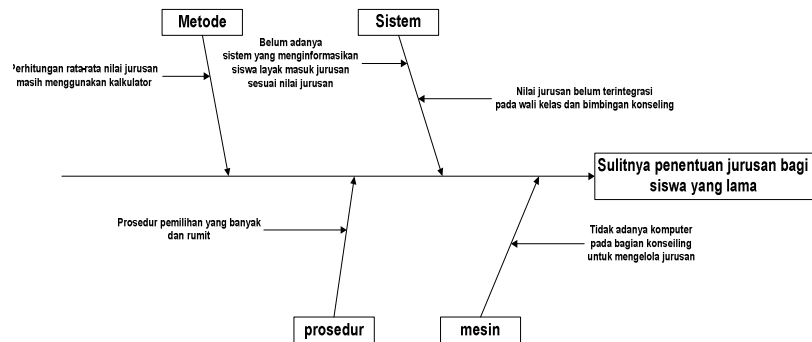 Metode
Sistem
Perhitungan rata-rata nilai jurusan
masih menggunakan kalkulator
Belum adanya
sistem yang menginformasikan
siswa layak masuk jurusan
sesuai nilai jurusan
Nilai jurusan belum terintegrasi
pada wali kelas dan bimbingan konseling
Sulitnya penentuan jurusan bagi
siswa yang lama
Prosedur pemilihan yang banyak
dan rumit
Tidak adanya komputer
pada bagian konseiling
untuk mengelola jurusan
prosedur
mesin